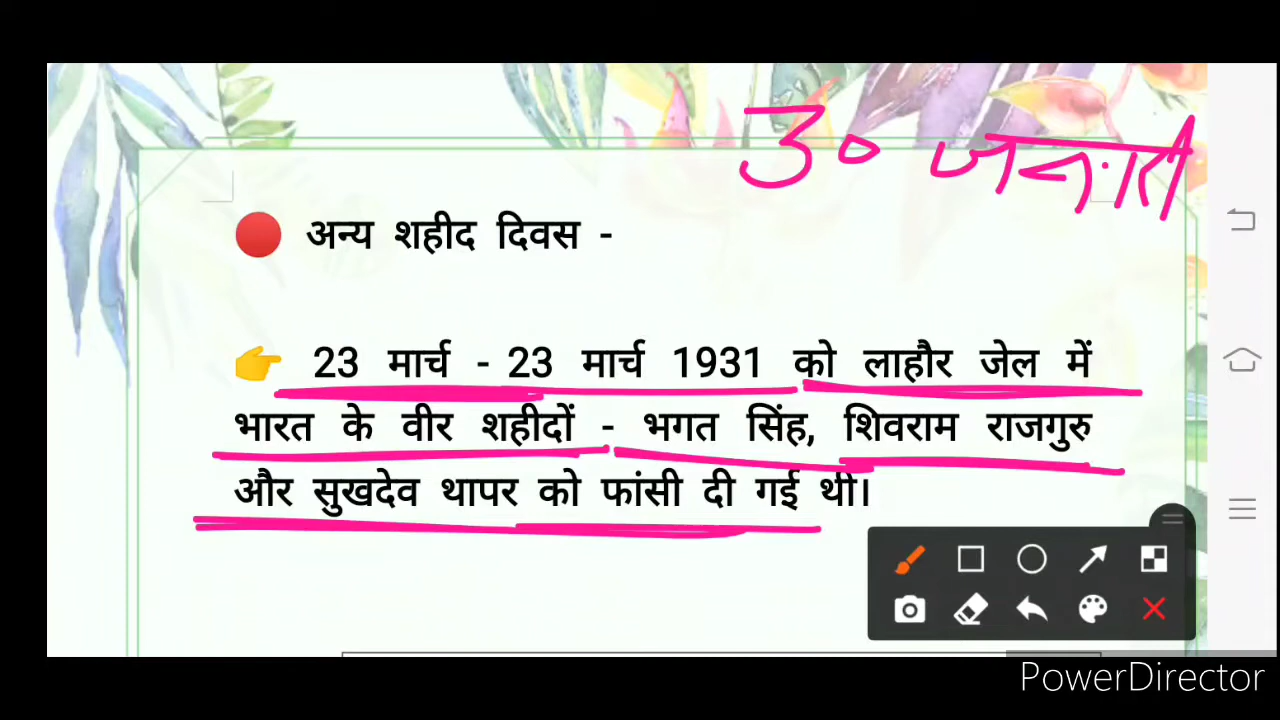 30 जनवरी
अन्य शहीद दिवस -
23 मार्च - 23 मार्च 1931 को लाहौर जेल में
भारत के वीर शहीदों - भगत सिंह, शिवराम राजगुरु
और सुखदेव थापर को फांसी दी गई थी।
PowerDirector